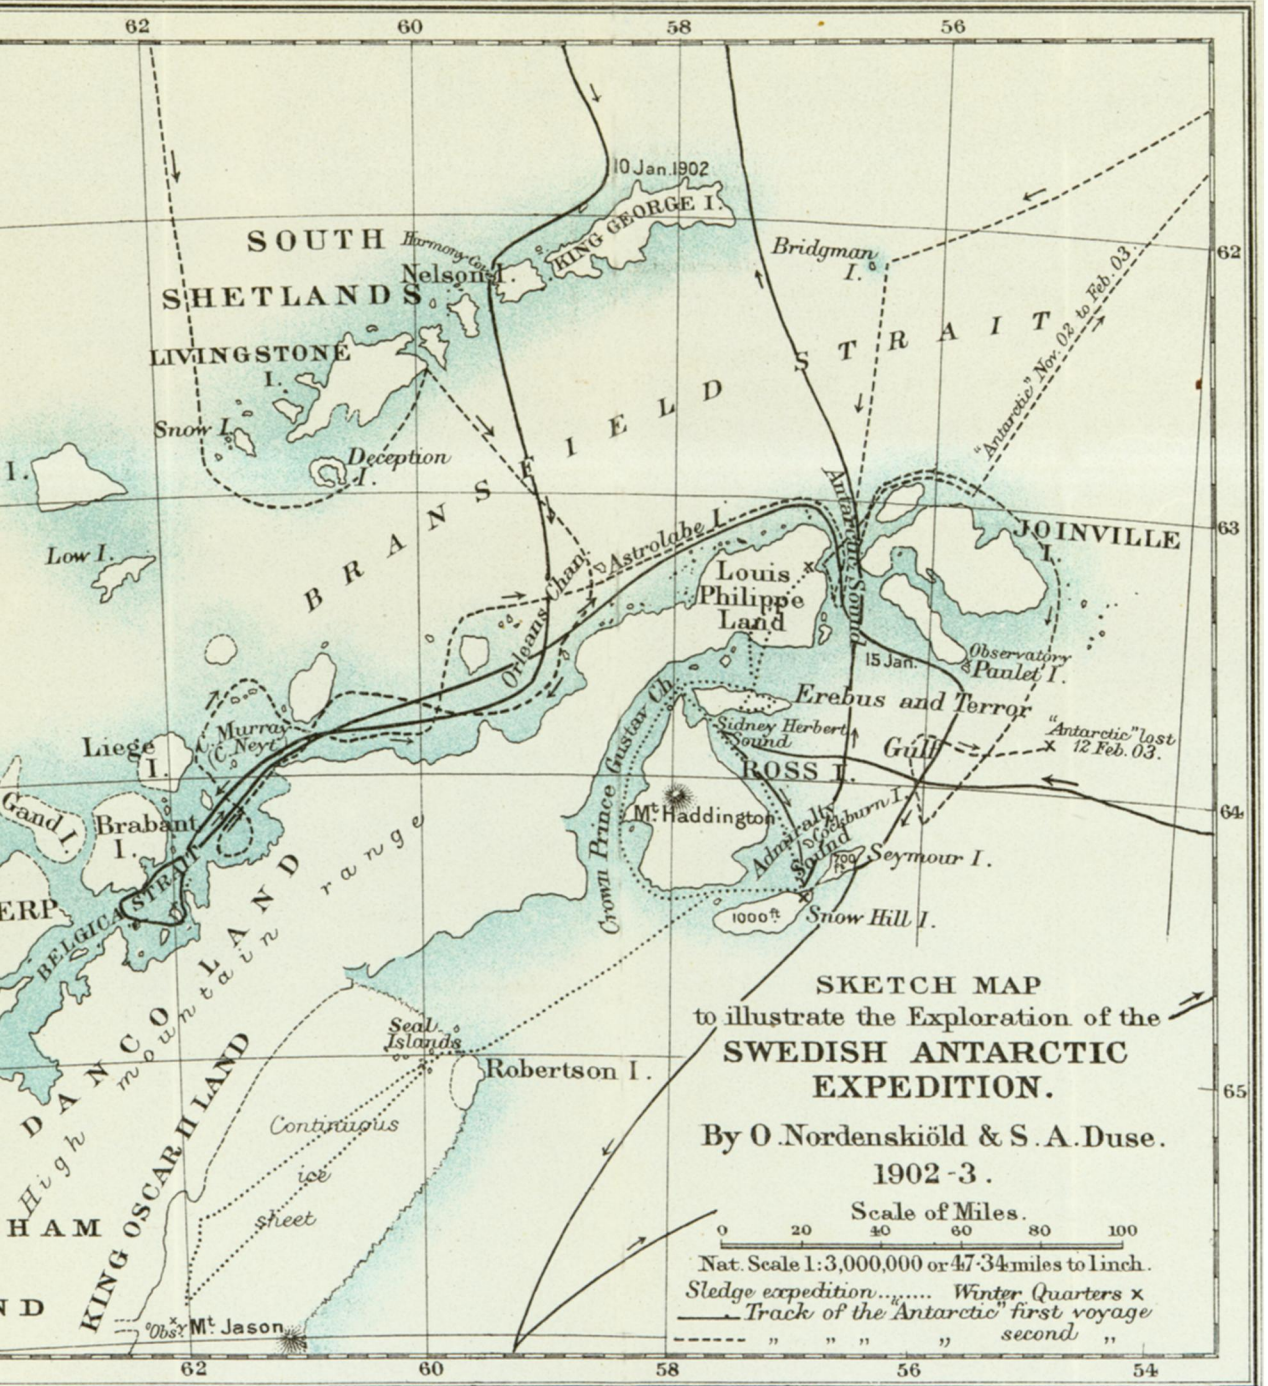 62 60 58 56
10 Jan. 1902
KING GEORGE I.
SOUTH
SHETLANDS
Harmony Cov.
Nelson I.
Bridgman
I.
62
LIVINGSTONE
I.
BRANSFIELD STRAIT
"Antarctic" Nov. 02 to Feb. 03.
Snow I.
Deception
I.
I.
Low I.
Antarctic Sound
63
JOINVILLE
I.
Astrolabe I.
Louis
Philippe
Land
Orleans Chan.
15 Jan.
Observatory
Paulet I.
Erebus and Terror
Gulf
"Antarctic" lost
12 Feb. 03.
Crown Prince Gustav Ch.
Sidney Herbert
Sound
ROSS I.
Mt. Haddington
Admiralty
Sound
Cockburn I.
64
700
Seymour I.
1000 ft
Snow Hill I.
Liege
I.
Murray
C. Neyt
Gand I.
Brabant
I.
ERP
BELGICA STRAIT
DANCO LAND
High mountain range
Seal
Islands
Robertson I.
KING OSCAR II LAND
Continuous
ice
sheet
HAM
ND
Obsy
Mt. Jason
SKETCH MAP
to illustrate the Exploration of the
SWEDISH ANTARCTIC
EXPEDITION.
65
By O. Nordenskiöld & S. A. Duse.
1902-3.
Scale of Miles.
0 20 40 60 80 100
Nat. Scale 1:3,000,000 or 47·34 miles to 1 inch.
Sledge expedition........ Winter Quarters x
Track of the "Antarctic" first voyage
" " " " second "
62 60 58 56 54